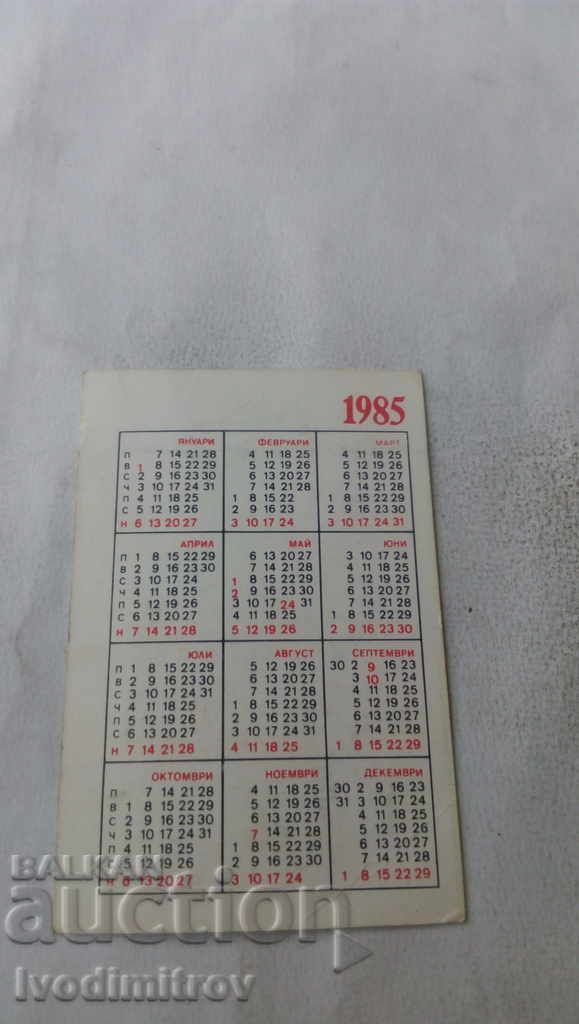 1985
ЯНУАРИ ФЕВРУАРИ МАРТ
П 7 14 21 28 4 11 18 25 4 11 18 25
В 1 8 15 22 29 5 12 19 26 5 12 19 26
С 2 9 16 23 30 6 13 20 27 6 13 20 27
Ч 3 10 17 24 31 7 14 21 28 7 14 21 28
П 4 11 18 25 1 8 15 22 1 8 15 22 29
С 5 12 19 26 2 9 16 23 2 9 16 23 30
Н 6 13 20 27 3 10 17 24 3 10 17 24 31
АПРИЛ МАЙ ЮНИ
П 1 8 15 22 29 6 13 20 27 3 10 17 24
В 2 9 16 23 30 7 14 21 28 4 11 18 25
С 3 10 17 24 1 8 15 22 29 5 12 19 26
Ч 4 11 18 25 2 9 16 23 30 6 13 20 27
П 5 12 19 26 3 10 17 24 31 7 14 21 28
С 6 13 20 27 4 11 18 25 1 8 15 22 29
Н 7 14 21 28 5 12 19 26 2 9 16 23 30
ЮЛИ АВГУСТ СЕПТЕМВРИ
П 1 8 15 22 29 5 12 19 26 30 2 9 16 23
В 2 9 16 23 30 6 13 20 27 3 10 17 24
С 3 10 17 24 31 7 14 21 28 4 11 18 25
Ч 4 11 18 25 1 8 15 22 29 5 12 19 26
П 5 12 19 26 2 9 16 23 30 6 13 20 27
С 6 13 20 27 3 10 17 24 31 7 14 21 28
Н 7 14 21 28 4 11 18 25 1 8 15 22 29
ОКТОМВРИ НОЕМВРИ ДЕКЕМВРИ
П 7 14 21 28 4 11 18 25 30 2 9 16 23
В 1 8 15 22 29 5 12 19 26 31 3 10 17 24
С 2 9 16 23 30 6 13 20 27 4 11 18 25
Ч 3 10 17 24 31 7 14 21 28 5 12 19 26
П 4 11 18 25 1 8 15 22 29 6 13 20 27
С 5 12 19 26 2 9 16 23 30 7 14 21 28
Н 6 13 20 27 3 10 17 24 1 8 15 22 29
BALKAN
auction
Ivodimitrov